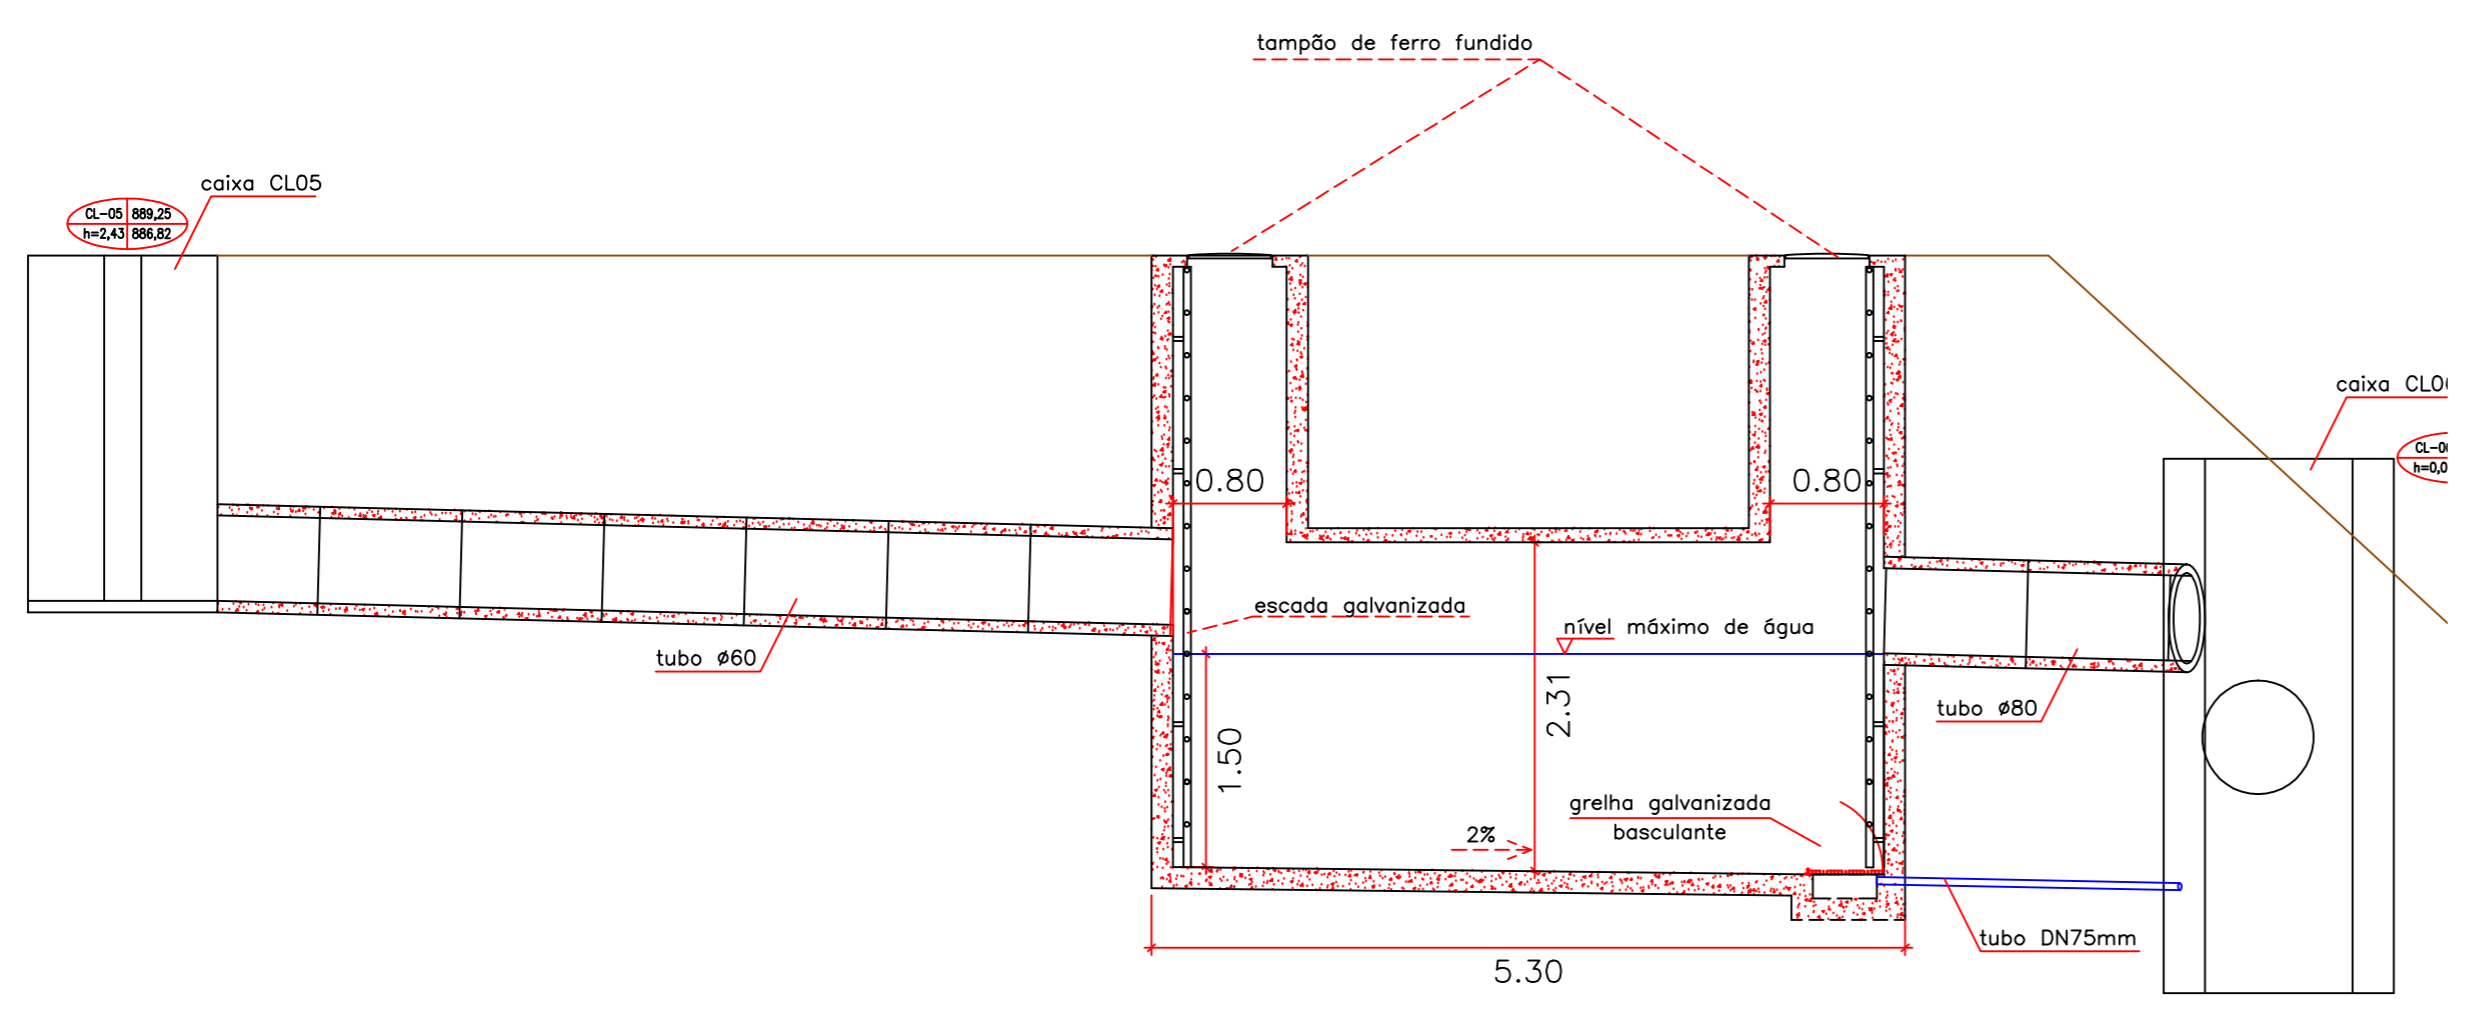 tampão de ferro fundido
caixa CL05
CL-05 889,25
h=2,43 886,82
caixa CL0
CL-0
h=0,0
0.80
0.80
escada galvanizada
nível máximo de água
tubo ø60
2.31
tubo ø80
1.50
grelha galvanizada
basculante
2%
tubo DN75mm
5.30